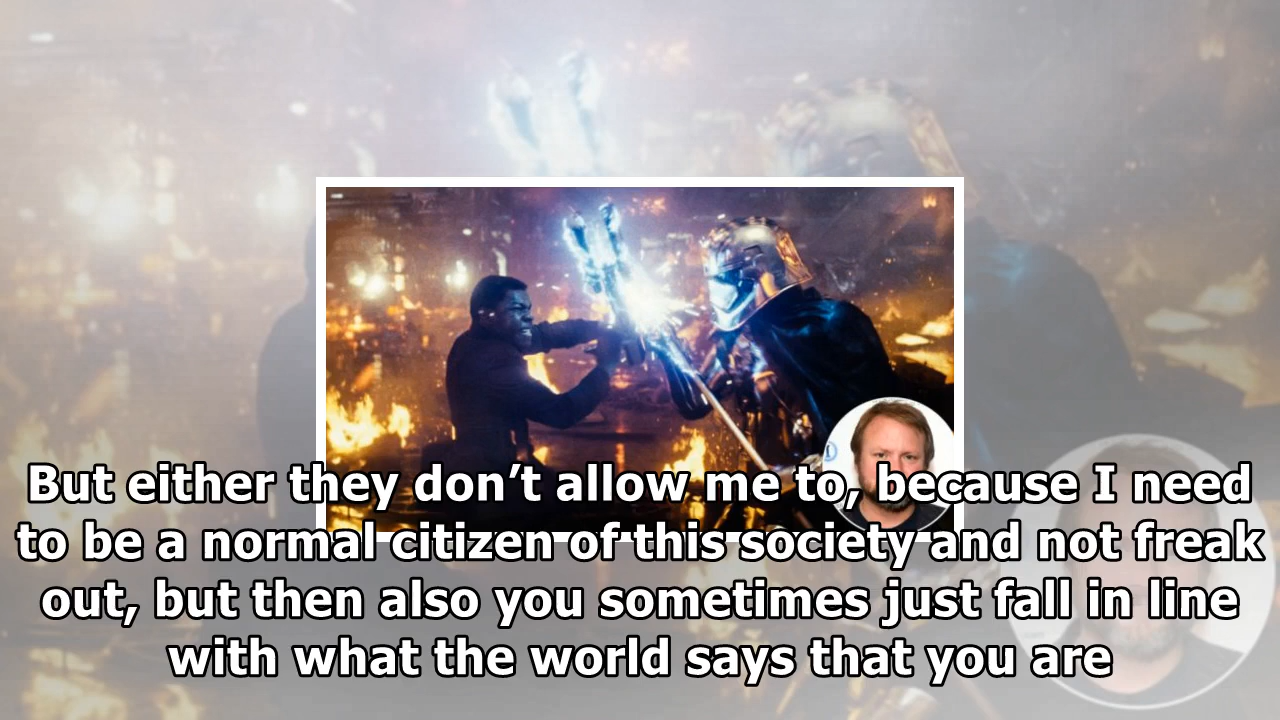 But either they don’t allow me to, because I need
to be a normal citizen of this society and not freak
out, but then also you sometimes just fall in line
with what the world says that you are